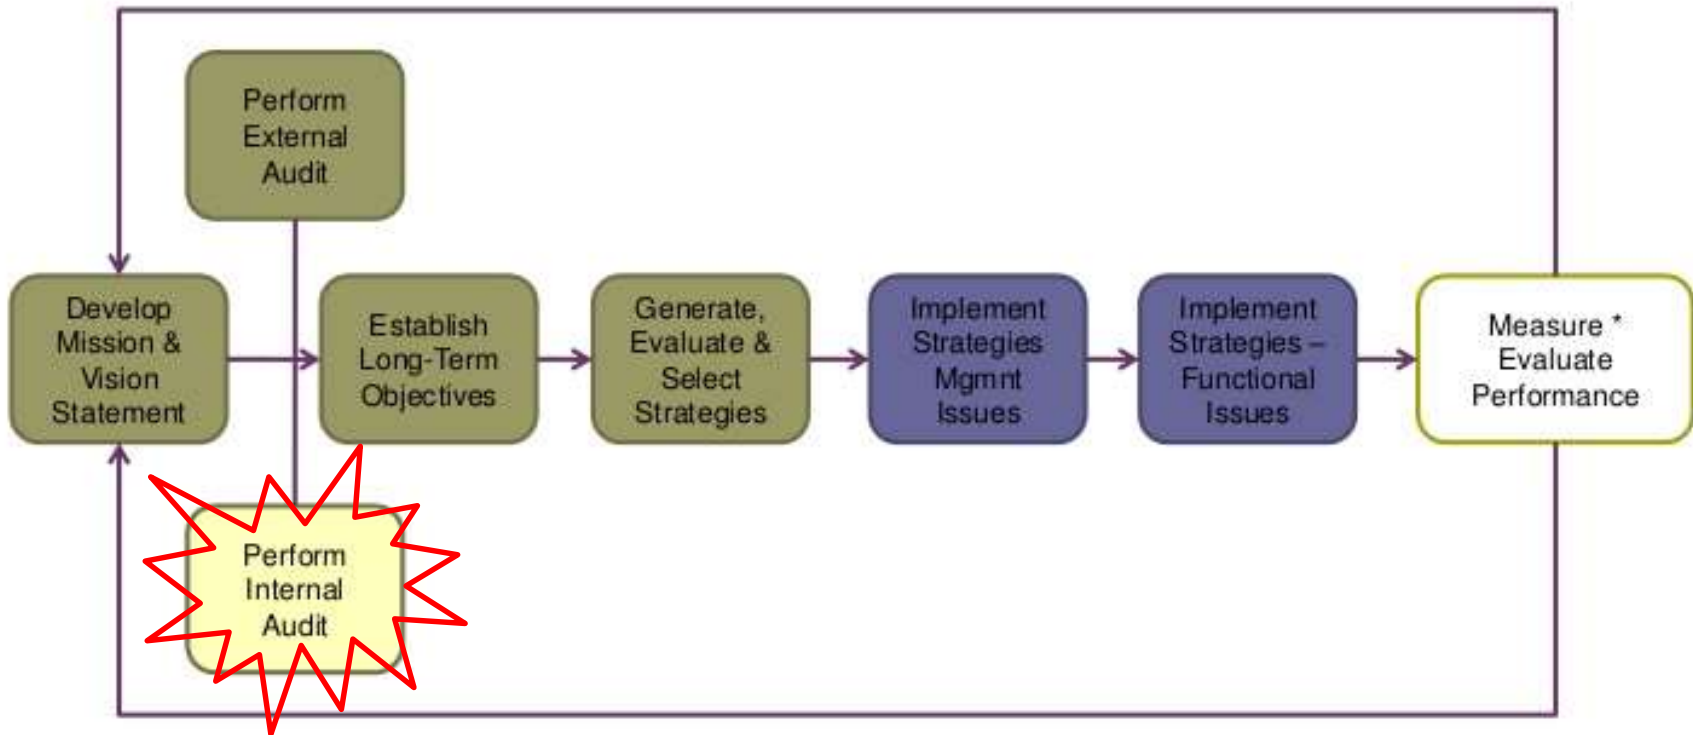 Perform
External
Audit
Develop
Mission &
Vision
Statement
Establish
Long-Term
Objectives
Generate,
Evaluate &
Select
Strategies
Implement
Strategies
Mgmnt
Issues
Implement
Strategies –
Functional
Issues
Measure *
Evaluate
Performance
Perform
Internal
Audit